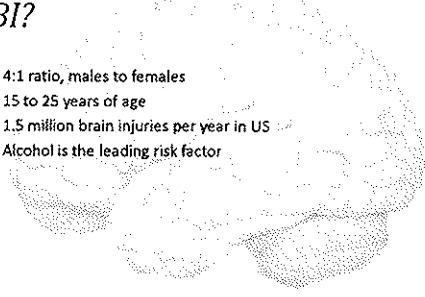 BI?
4:1 ratio, males to females
15 to 25 years of age
1.5 million brain injuries per year in US
Alcohol is the leading risk factor